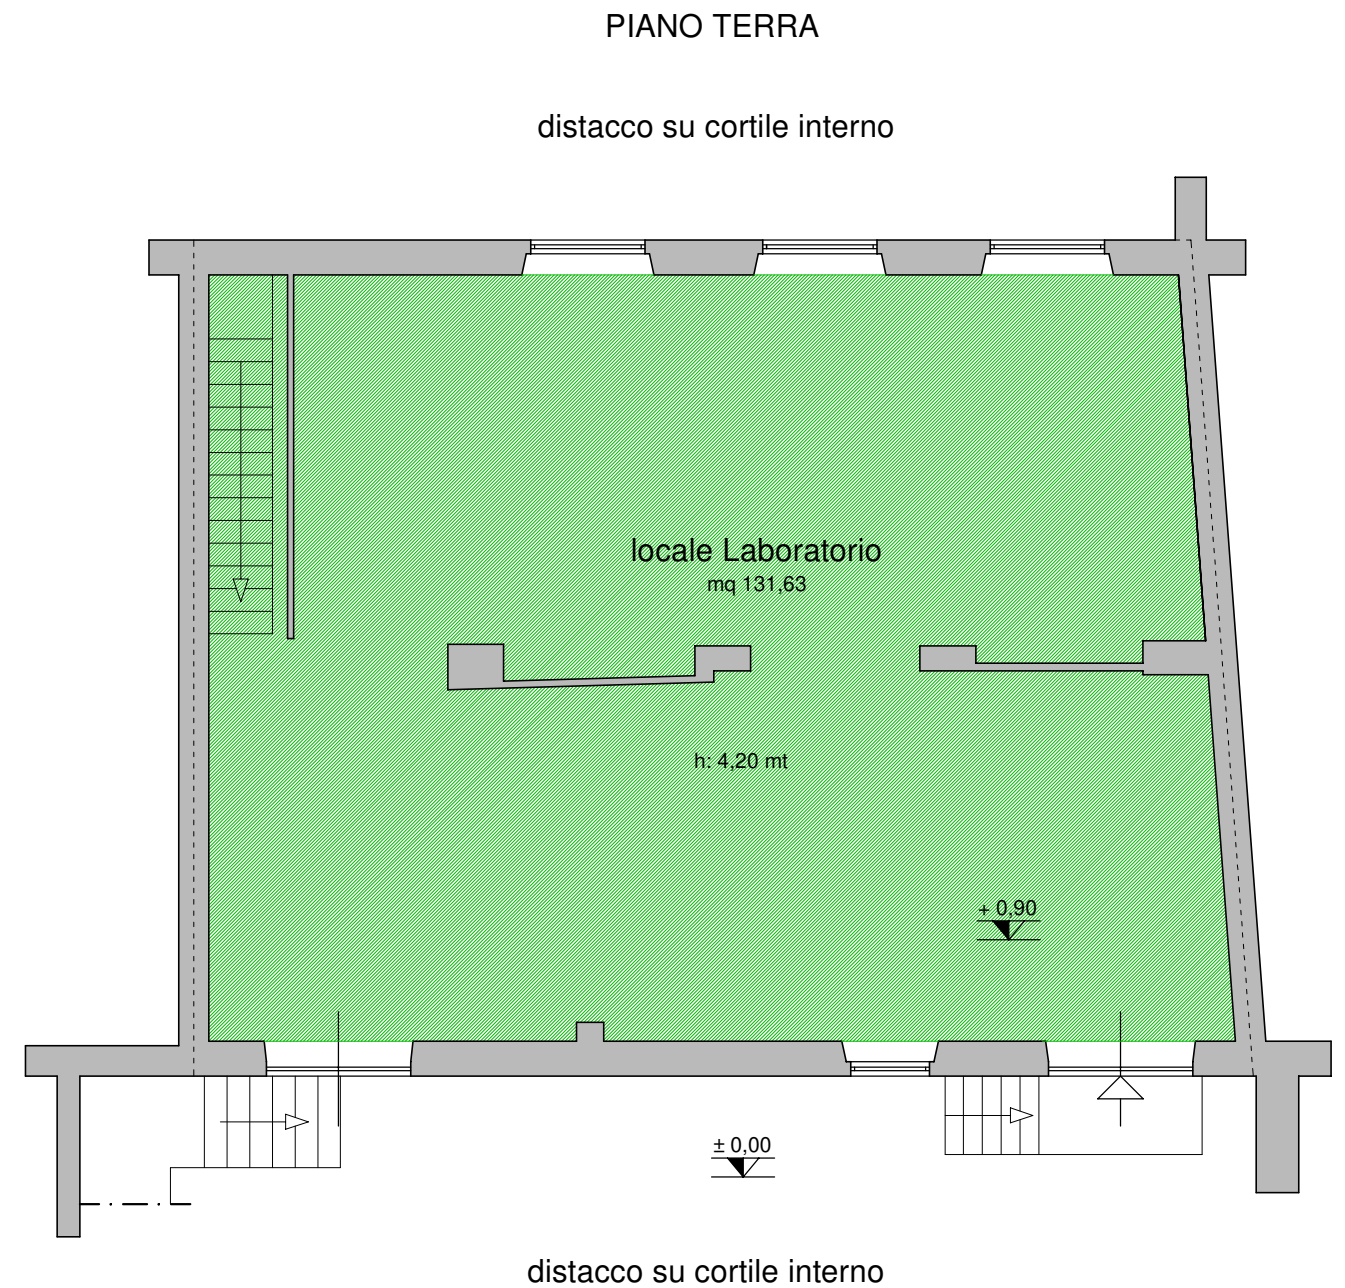 PIANO TERRA
distacco su cortile interno
locale Laboratorio
mq 131,63
h: 4,20 mt
+ 0,90
± 0,00
distacco su cortile interno